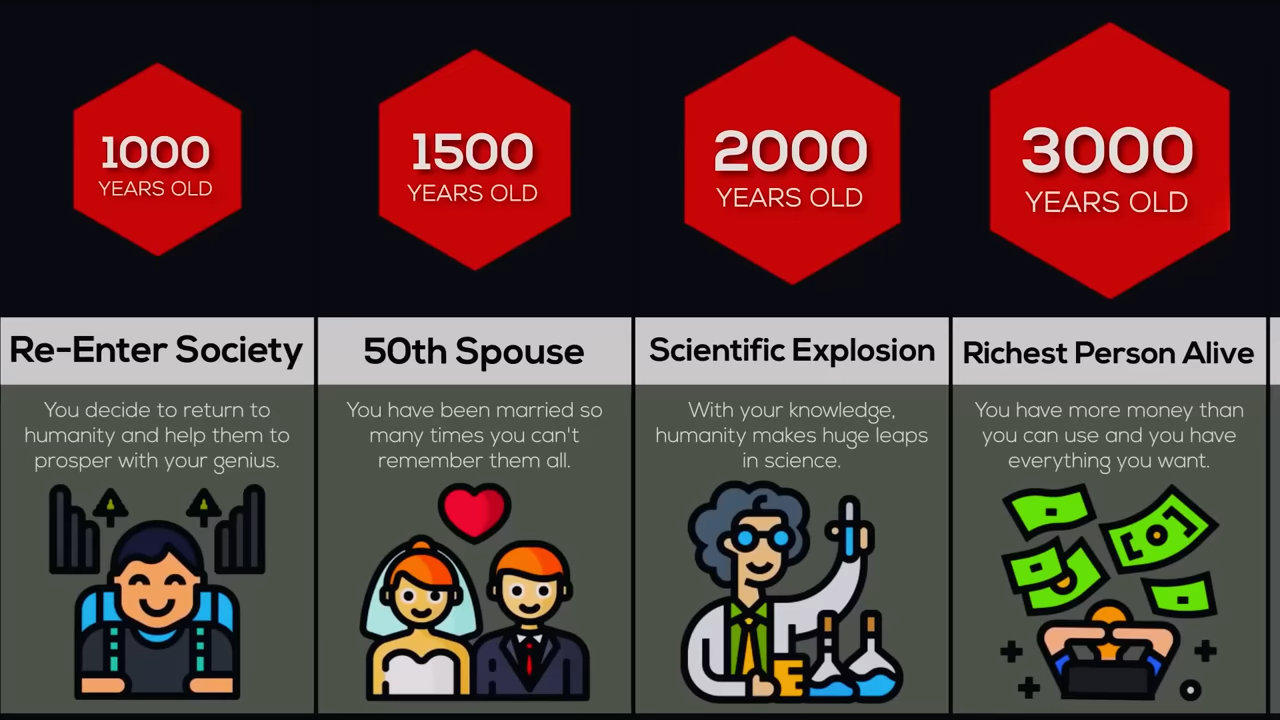 1000
YEARS OLD
Re-Enter Society
You decide to return to
humanity and help them to
prosper with your genius.
1500
YEARS OLD
50th Spouse
You have been married so
many times you can't
remember them all.
2000
YEARS OLD
Scientific Explosion
With your knowledge,
humanity makes huge leaps
in science.
3000
YEARS OLD
Richest Person Alive
You have more money than
you can use and you have
everything you want.